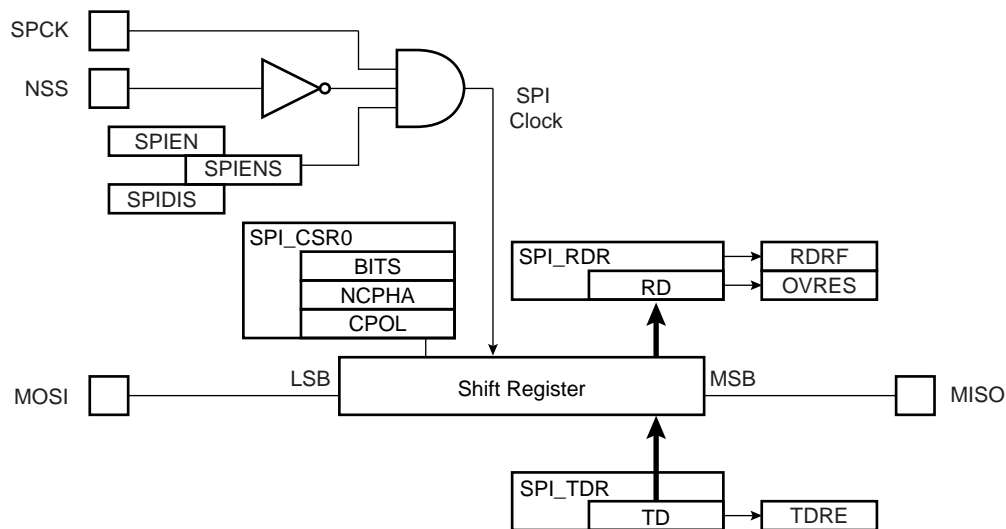 SPCK
NSS
SPI
Clock
SPIEN
SPIENS
SPIDIS
SPI_CSR0
BITS
NCPHA
CPOL
SPI_RDR
RD
RDRF
OVRES
MOSI
LSB
Shift Register
MSB
MISO
SPI_TDR
TD
TDRE